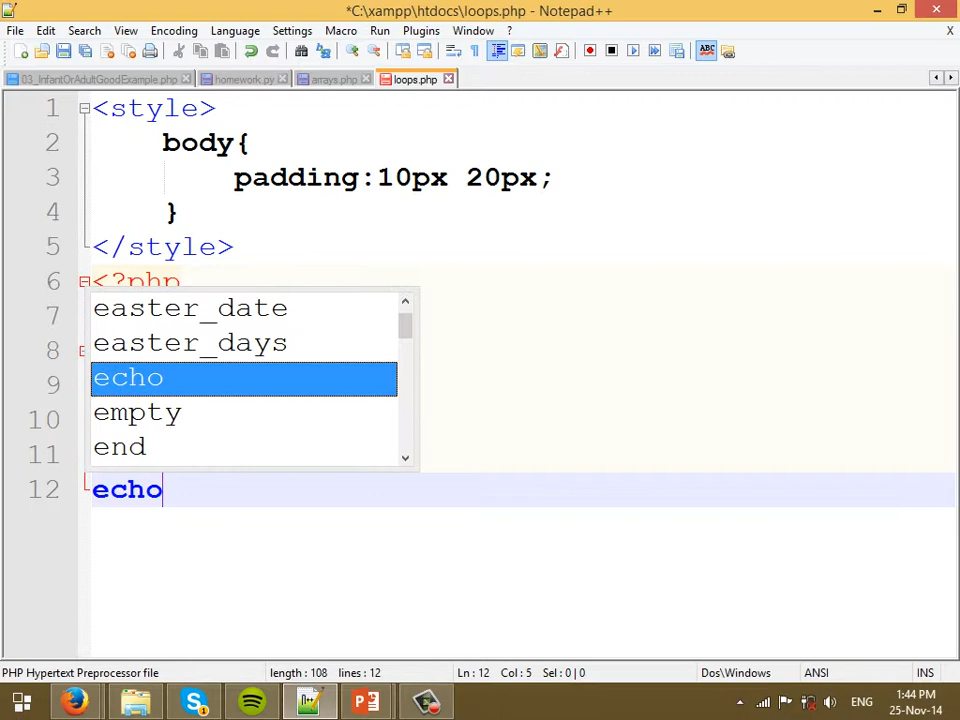 *C:\xampp\htdocs\loops.php - Notepad++
File Edit Search View Encoding Language Settings Macro Run Plugins Window ? X
03_InfantOrAdultGoodExample.php homework.py arrays.php loops.php
1 <style>
2 body{
3 padding:10px 20px;
4 }
5 </style>
6 <?php
7 easter_date
8 easter_days
9 echo
10 empty
11 end
12 echo
PHP Hypertext Preprocessor file length : 108 lines : 12 Ln : 12 Col : 5 Sel : 0 | 0 Dos\Windows ANSI INS
ENG 1:44 PM
25-Nov-14